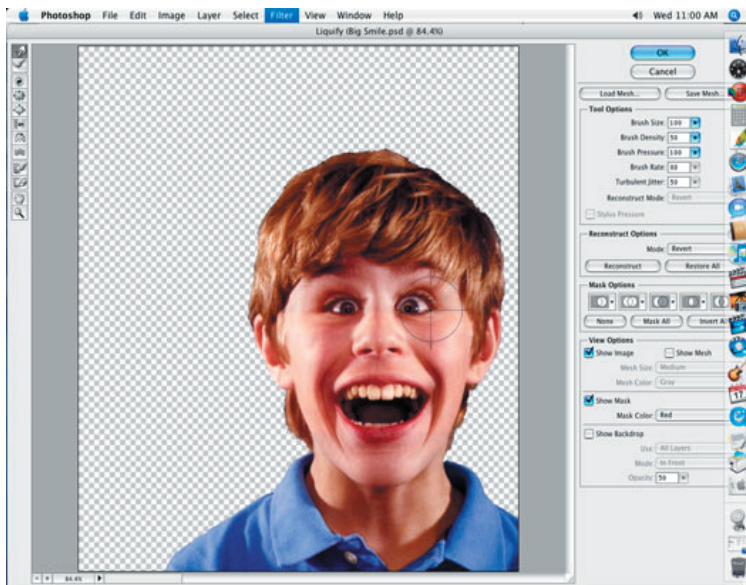 Photoshop File Edit Image Layer Select Filter View Window Help Wed 11:00 AM
Liquify (Big Smile.psd @ 84.4%)
OK
Cancel
Load Mesh... Save Mesh...
Tool Options
Brush Size: 100
Brush Density: 50
Brush Pressure: 100
Brush Rate: 80
Turbulent Jitter: 50
Reconstruct Mode: Revert
Stylus Pressure
Reconstruct Options
Mode: Revert
Reconstruct Restore All
Mask Options
None Mask All Invert All
View Options
Show Image Show Mesh
Mesh Size: Medium
Mesh Color: Gray
Show Mask
Mask Color: Red
Show Backdrop
Use: All Layers
Mode: In Front
Opacity: 50
17
84.4%